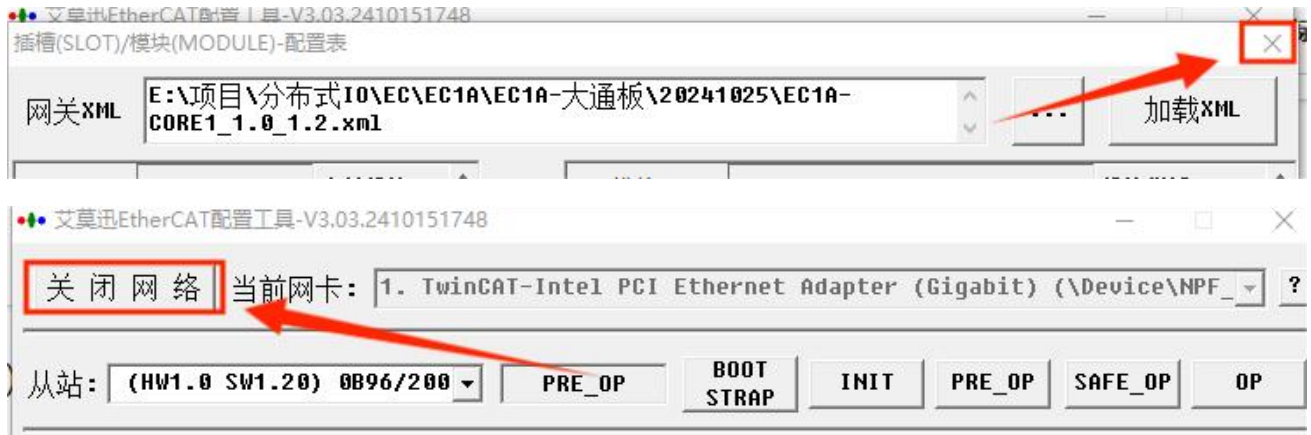 艾莫迅EtherCAT配置工具-V3.03.2410151748
插槽(SLOT)/模块(MODULE)-配置表
网关XML
E:\项目\分布式IO\EC\EC1A\EC1A-大通板\20241025\EC1A-
CORE1_1.0_1.2.xml
... 加载XML
艾莫迅EtherCAT配置工具-V3.03.2410151748
关闭网络 当前网卡: 1. TwinCAT-Intel PCI Ethernet Adapter (Gigabit) (\Device\NPF_ ?
从站: (HW1.0 SW1.20) 0B96/200 PRE_OP BOOT STRAP INIT PRE_OP SAFE_OP OP